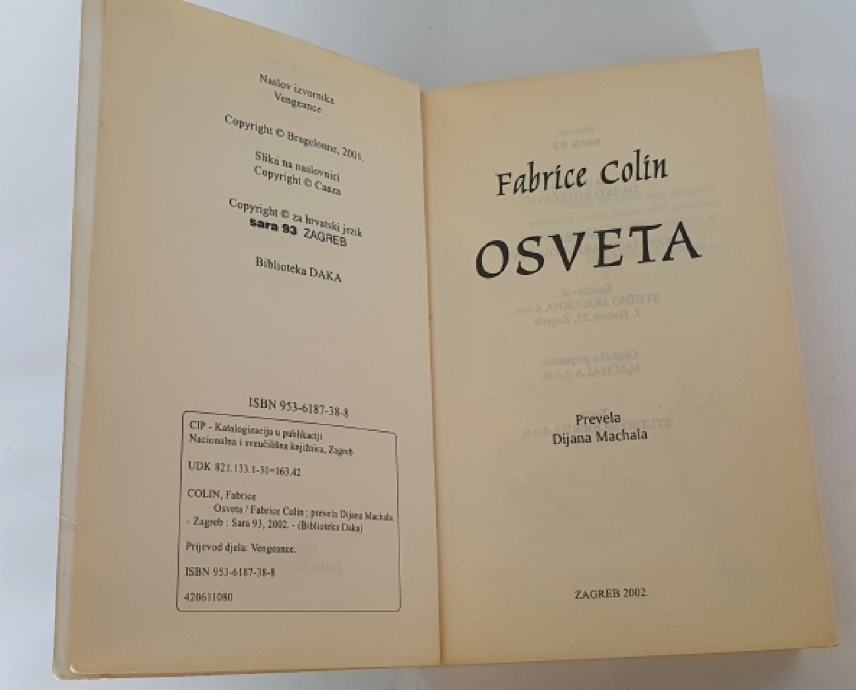 Naslov izvornika
Vengeance
Copyright © Bragelonne, 2001.
Slika na naslovnici
Copyright © Caaza
Copyright © za hrvatski jezik
sara 93 ZAGREB
Biblioteka DAKA
ISBN 953-6187-38-8
CIP - Katalogizacija u publikaciji
Nacionalna i sveučilišna knjižnica, Zagreb
UDK 821.133.1-31=163.42
COLIN, Fabrice
Osveta / Fabrice Colin ; prevela Dijana Machala.
- Zagreb : Sara 93, 2002. - (Biblioteka Daka)
Prijevod djela: Vengeance.
ISBN 953-6187-38-8
420611080
Fabrice Colin
OSVETA
Prevela
Dijana Machala
ZAGREB 2002.